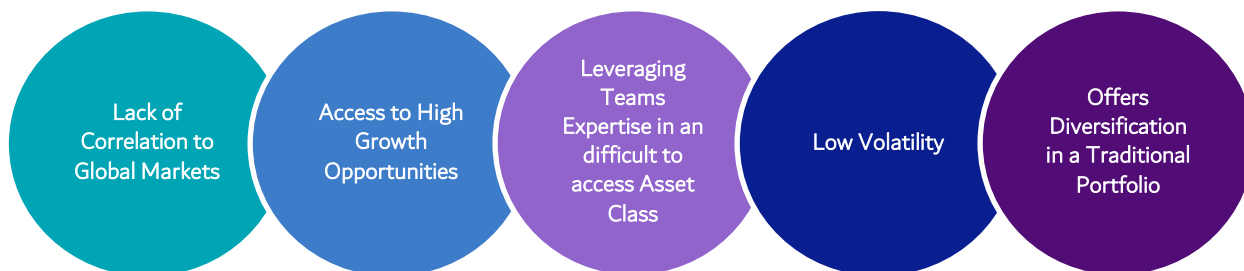 Lack of
Correlation to
Global Markets
Access to High
Growth
Opportunities
Leveraging
Teams
Expertise in an
difficult to
access Asset
Class
Low Volatility
Offers
Diversification
in a Traditional
Portfolio